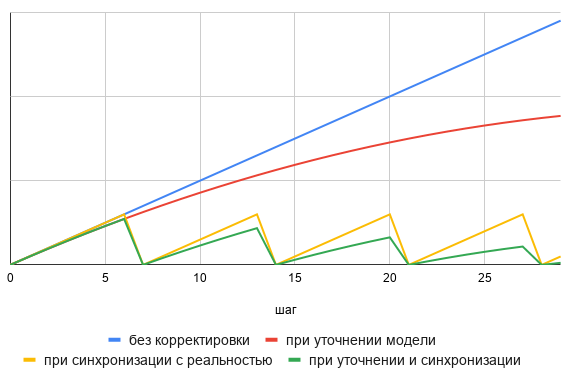 0 5 10 15 20 25
шаг
без корректировки при уточнении модели
при синхронизации с реальностью при уточнении и синхронизации